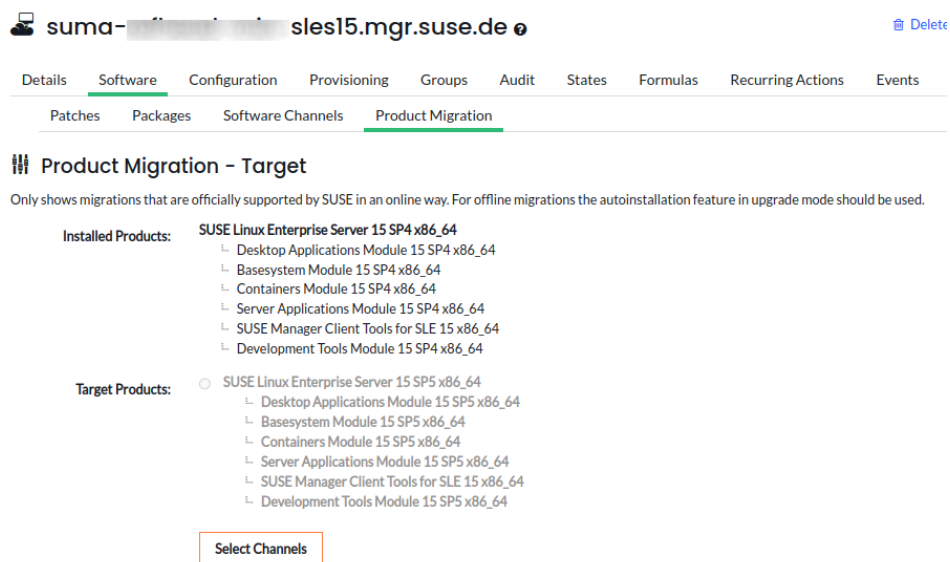 suma- sles15.mgr.suse.de
Delete
Details Software Configuration Provisioning Groups Audit States Formulas Recurring Actions Events
Patches Packages Software Channels Product Migration
Product Migration - Target
Only shows migrations that are officially supported by SUSE in an online way. For offline migrations the autoinstallation feature in upgrade mode should be used.
Installed Products: SUSE Linux Enterprise Server 15 SP4 x86_64
Desktop Applications Module 15 SP4 x86_64
Basesystem Module 15 SP4 x86_64
Containers Module 15 SP4 x86_64
Server Applications Module 15 SP4 x86_64
SUSE Manager Client Tools for SLE 15 x86_64
Development Tools Module 15 SP4 x86_64
Target Products: SUSE Linux Enterprise Server 15 SP5 x86_64
Desktop Applications Module 15 SP5 x86_64
Basesystem Module 15 SP5 x86_64
Containers Module 15 SP5 x86_64
Server Applications Module 15 SP5 x86_64
SUSE Manager Client Tools for SLE 15 x86_64
Development Tools Module 15 SP5 x86_64
Select Channels